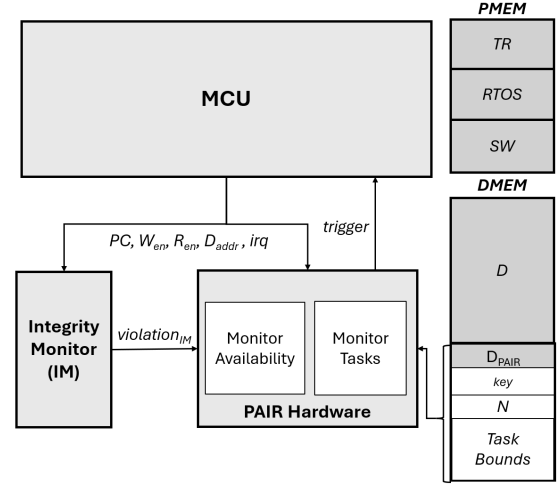 PMEM
TR
RTOS
SW
MCU
DMEM
D
PC, Wen, Ren, Daddr , irq
trigger
Integrity
Monitor
(IM)
violationIM
Monitor
Availability
Monitor
Tasks
PAIR Hardware
DPAIR
key
N
Task
Bounds